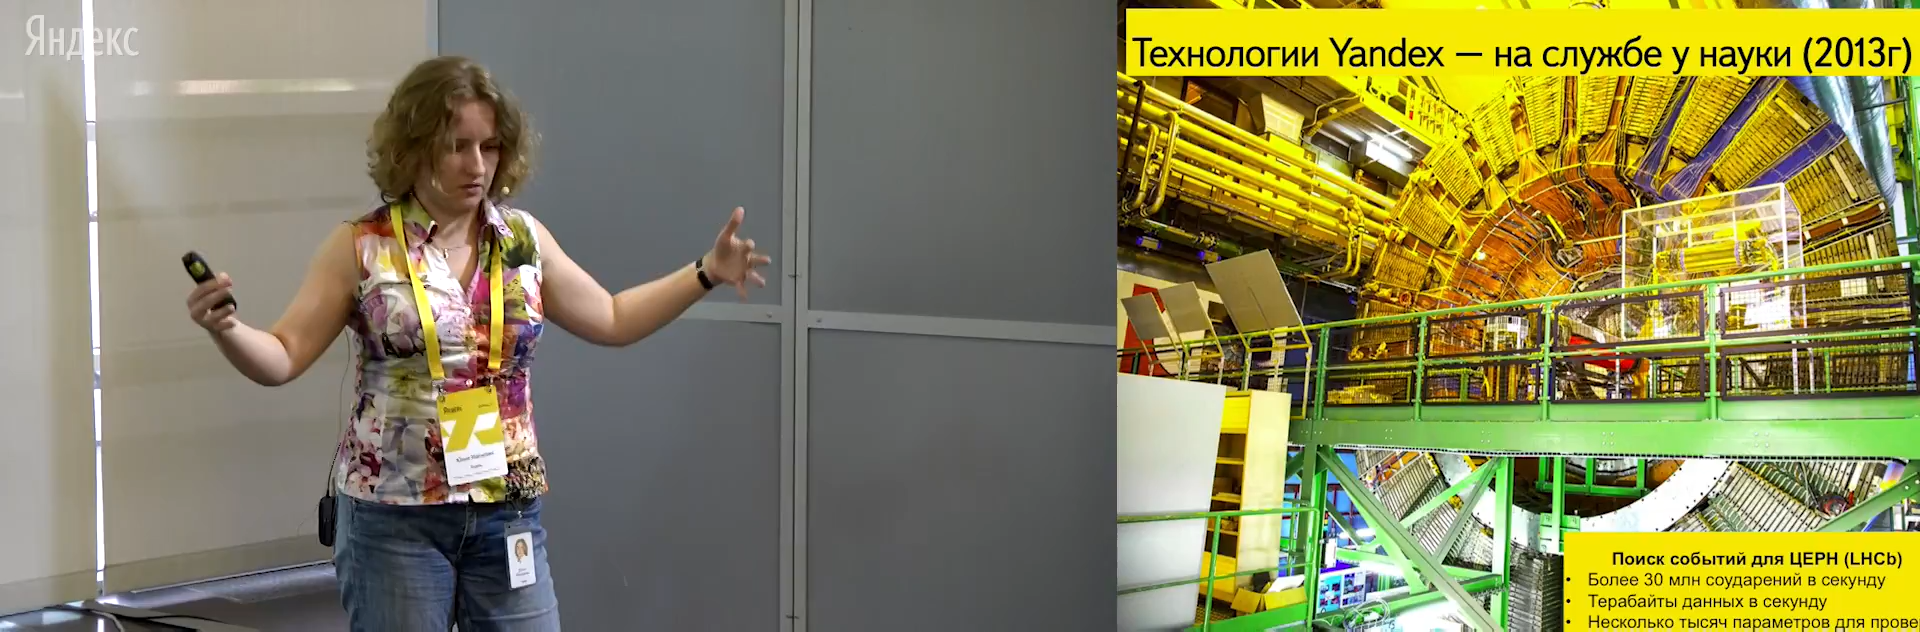 Яндекс
Технологии Yandex — на службе у науки (2013г)
Яндекс
Поиск событий для ЦЕРН (LHCb)
• Более 30 млн соударений в секунду
• Терабайты данных в секунду
• Несколько тысяч параметров для прове